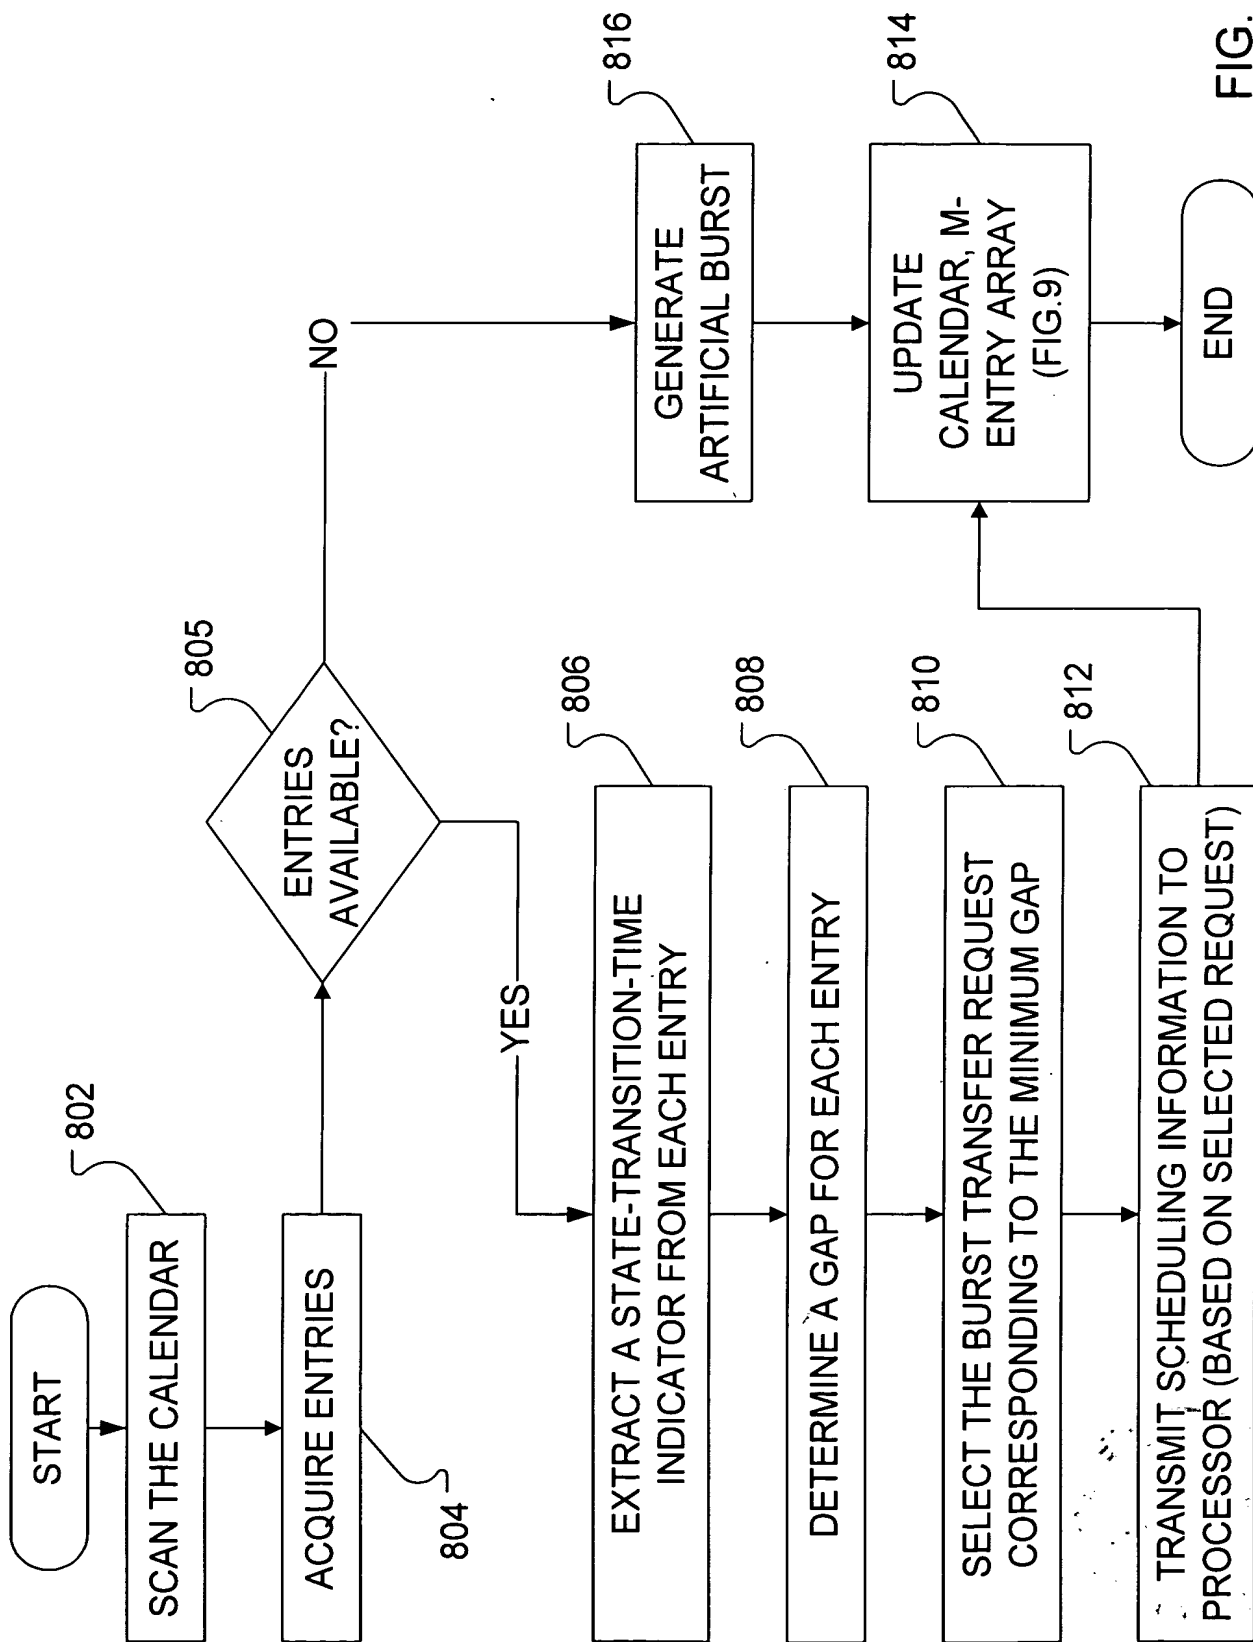 START
SCAN THE CALENDAR
802
ACQUIRE ENTRIES
804
ENTRIES
AVAILABLE?
805
NO
YES
EXTRACT A STATE-TRANSITION-TIME
INDICATOR FROM EACH ENTRY
806
DETERMINE A GAP FOR EACH ENTRY
808
SELECT THE BURST TRANSFER REQUEST
CORRESPONDING TO THE MINIMUM GAP
810
TRANSMIT SCHEDULING INFORMATION TO
PROCESSOR (BASED ON SELECTED REQUEST)
812
GENERATE
ARTIFICIAL BURST
816
UPDATE
CALENDAR, M-
ENTRY ARRAY
(FIG.9)
814
END
FIG.